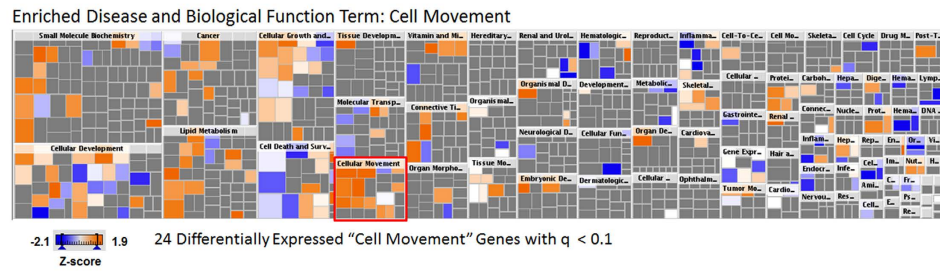 Enriched Disease and Biological Function Term: Cell Movement
Small Molecule Biochemistry Cancer Cellular Growth and... Tissue Developm... Vitamin and Mi... Hereditary... Renal and Urol... Hematologic... Reproduct... Inflamma... Cell-To-Ce... Cell Mo... Skeleta... Cell Cycle Drug M... Post-T...
Cellular ... Protei... Carboh... Hepa... Dige... Hema... Lymp...
Organismal D... Development... Metabolic... Skeletal...
Molecular Transp... Connective Ti... Organismal... Gastrointe... Renal ... Connec... Nucle... Prot... Hema... DNA ...
Lipid Metabolism Neurological D... Cellular Fun... Organ De... Cardiova...
Cellular Development Cell Death and Surv... Gene Expr... Hair a... Inflam... Hep... Rep... En... Or... Vi...
Cellular Movement Organ Morpho... Tissue Mo... Endocr... Infe... Cel... Im... Nut... H...
Embryonic De... Dermatologic... Cellular ... Ophthalm... Tumor Mo... Cardio... Nervou... Res... Ami... C... Fr...
Cell... E... Ps...
Re...
-2.1 1.9 24 Differentially Expressed “Cell Movement” Genes with q < 0.1
Z-score